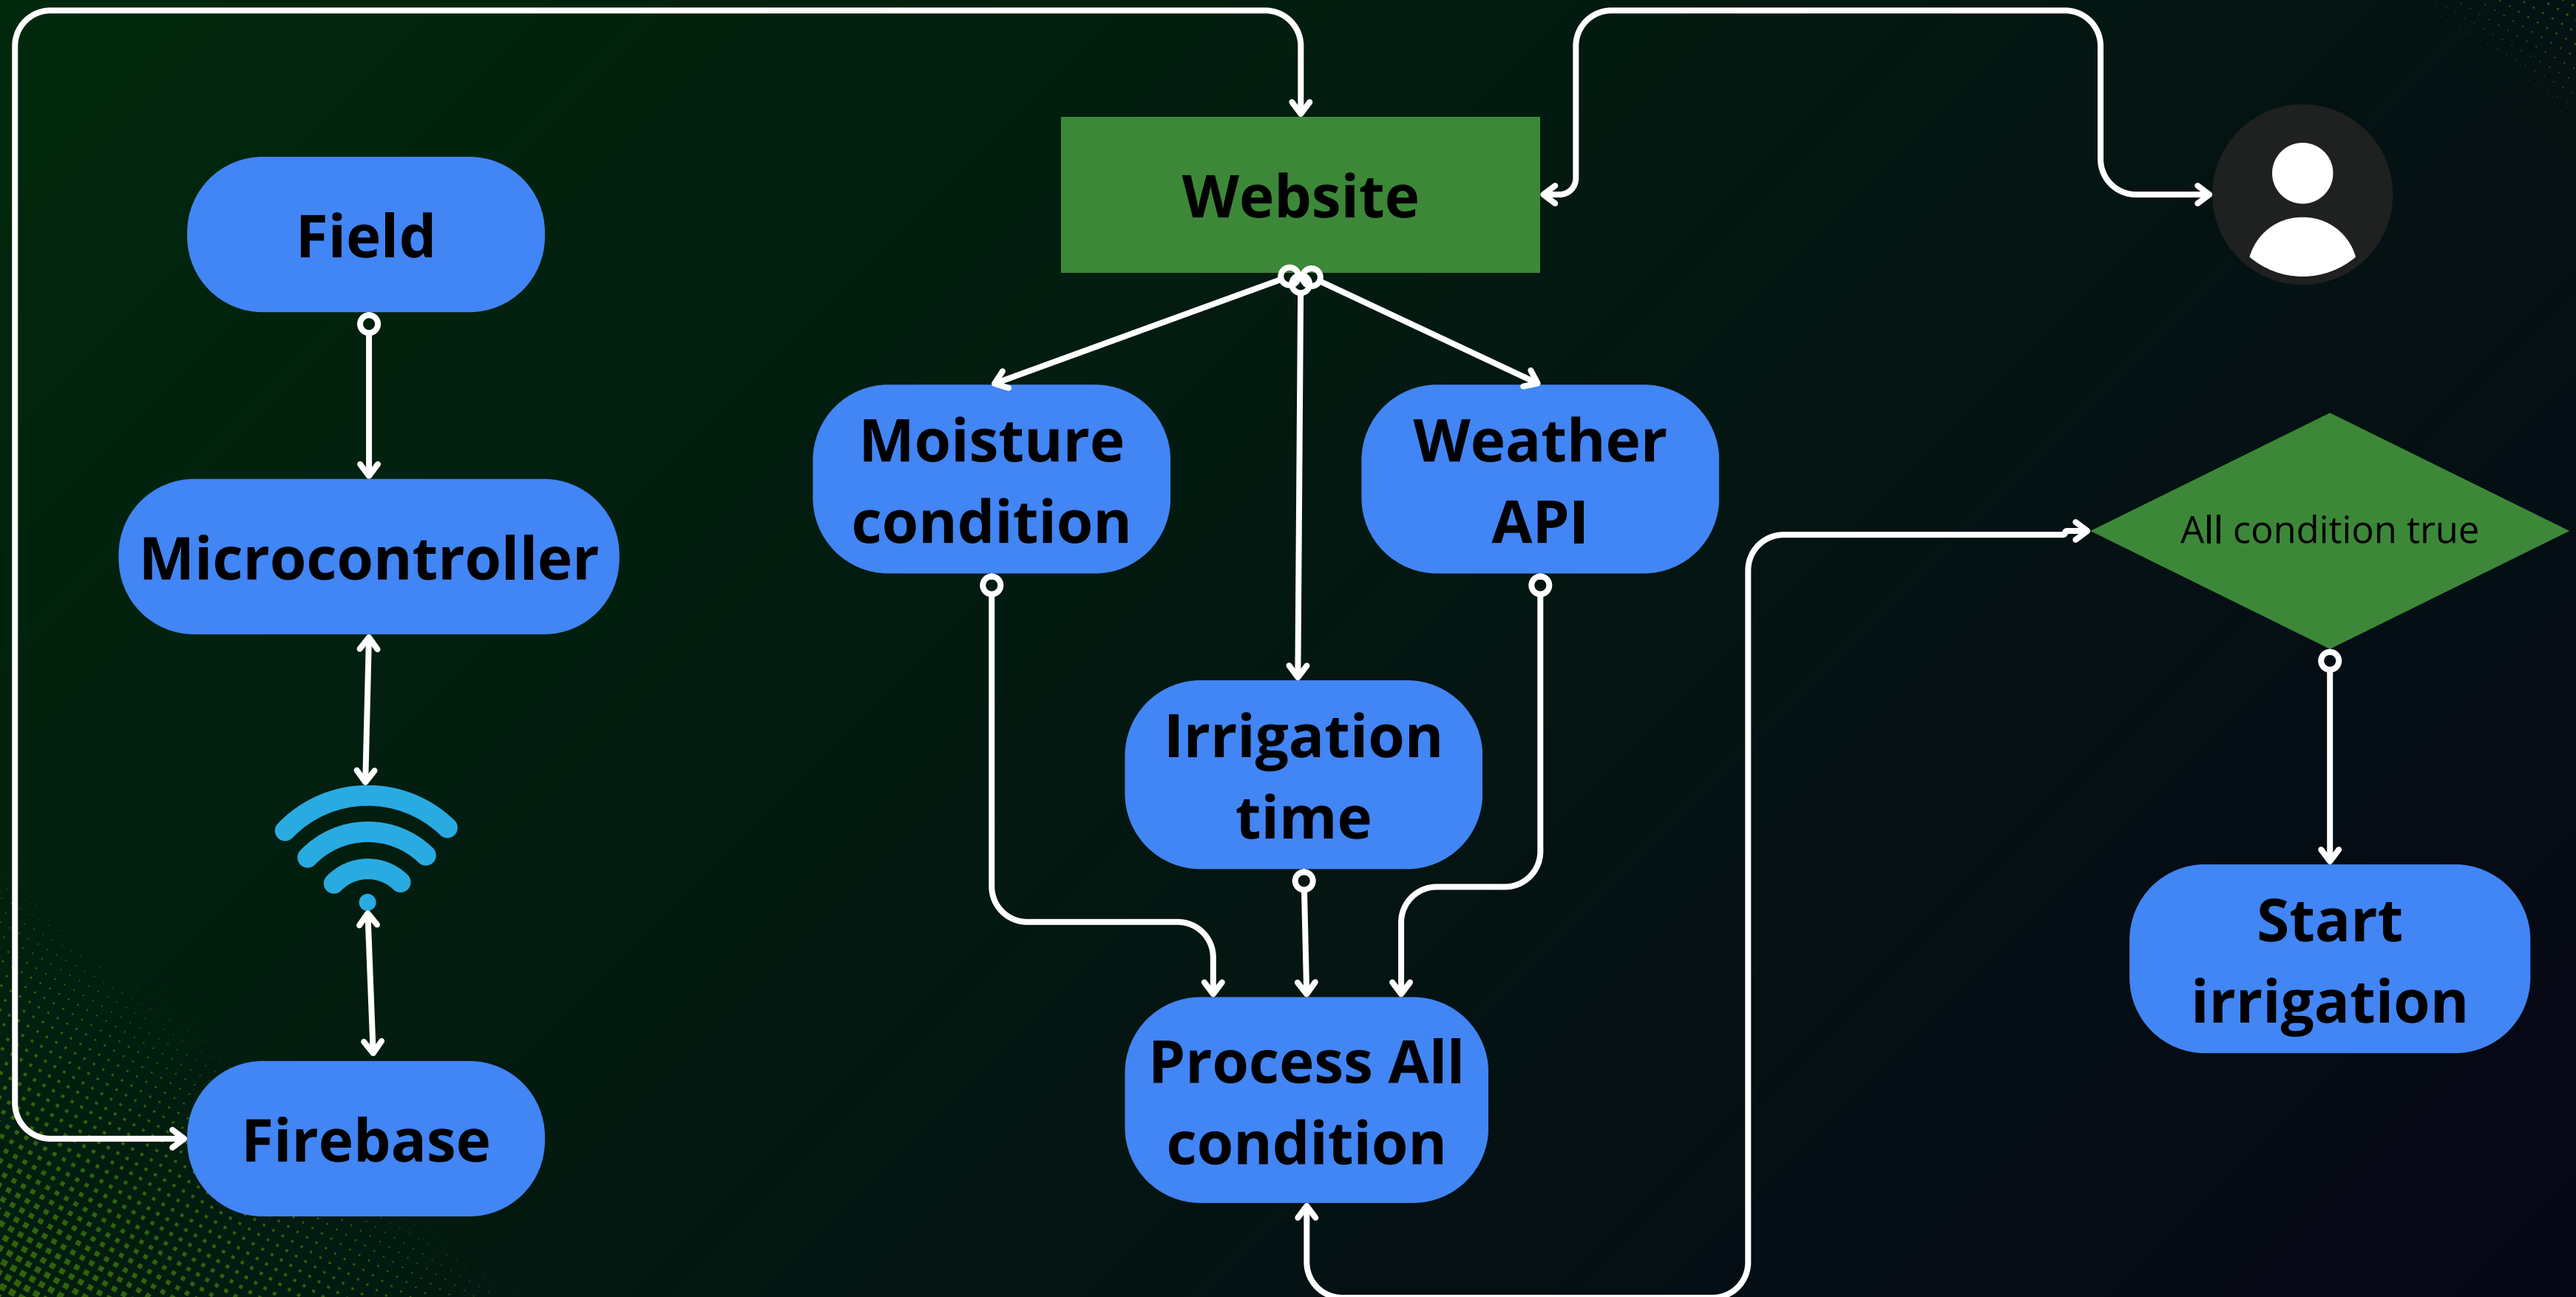 Field
Microcontroller
Firebase
Website
Moisture
condition
Weather
API
Irrigation
time
Process All
condition
All condition true
Start
irrigation